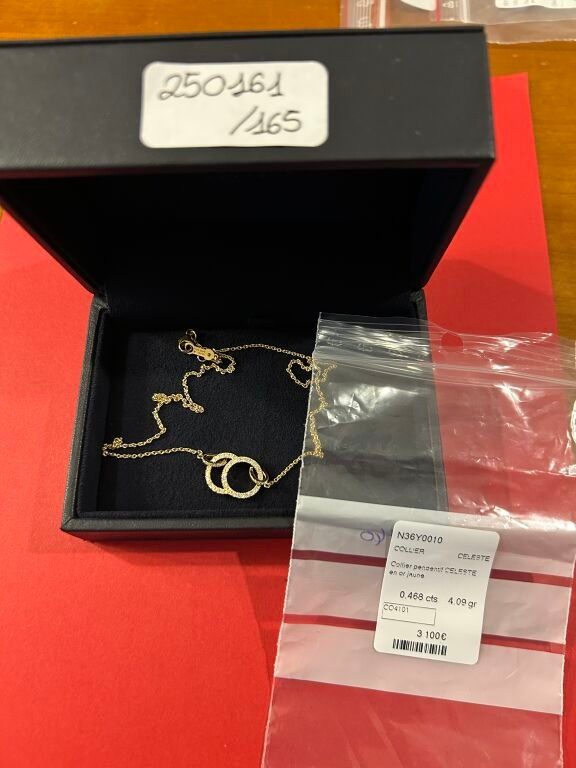 250161
/165
N36Y0010
COLLIER CELESTE
Collier pendentif CELESTE
en or jaune
0.468 cts 4.09 gr
CO4101
3 100€